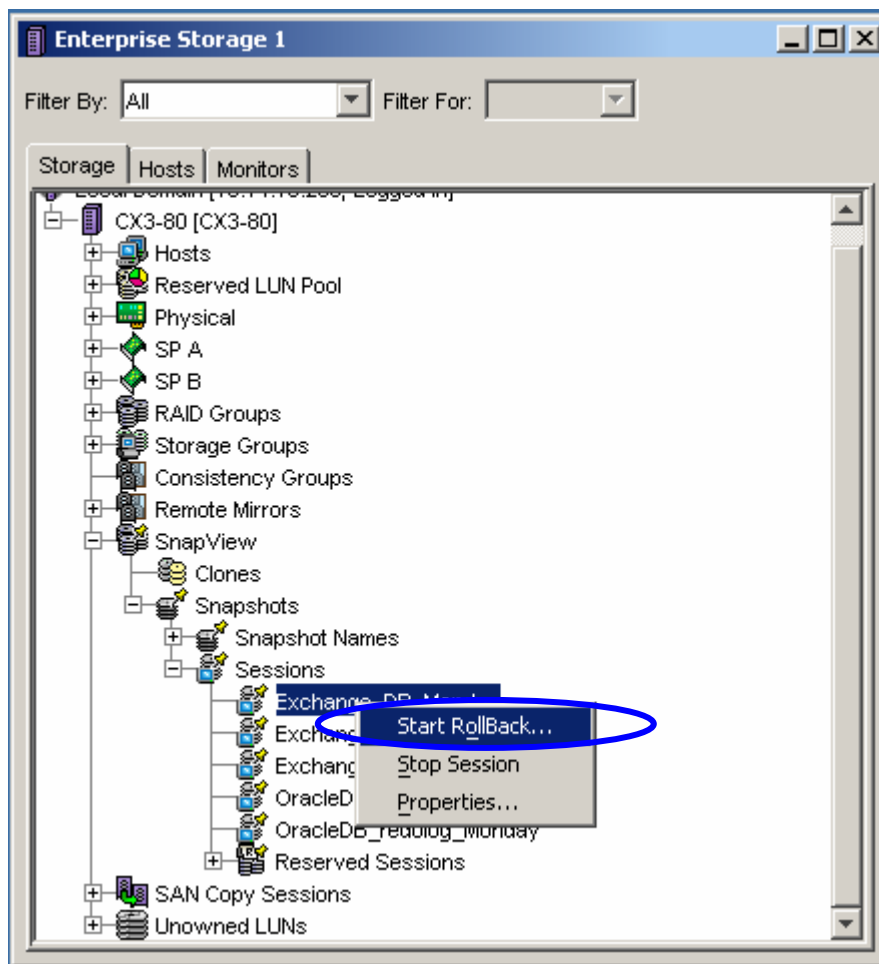 Enterprise Storage 1
Filter By: All Filter For:
Storage Hosts Monitors
CX3-80 [CX3-80]
Hosts
Reserved LUN Pool
Physical
SP A
SP B
RAID Groups
Storage Groups
Consistency Groups
Remote Mirrors
SnapView
Clones
Snapshots
Snapshot Names
Sessions
Start RollBack...
Stop Session
Properties...
OracleDB_redolog_Monday
Reserved Sessions
SAN Copy Sessions
Unowned LUNs